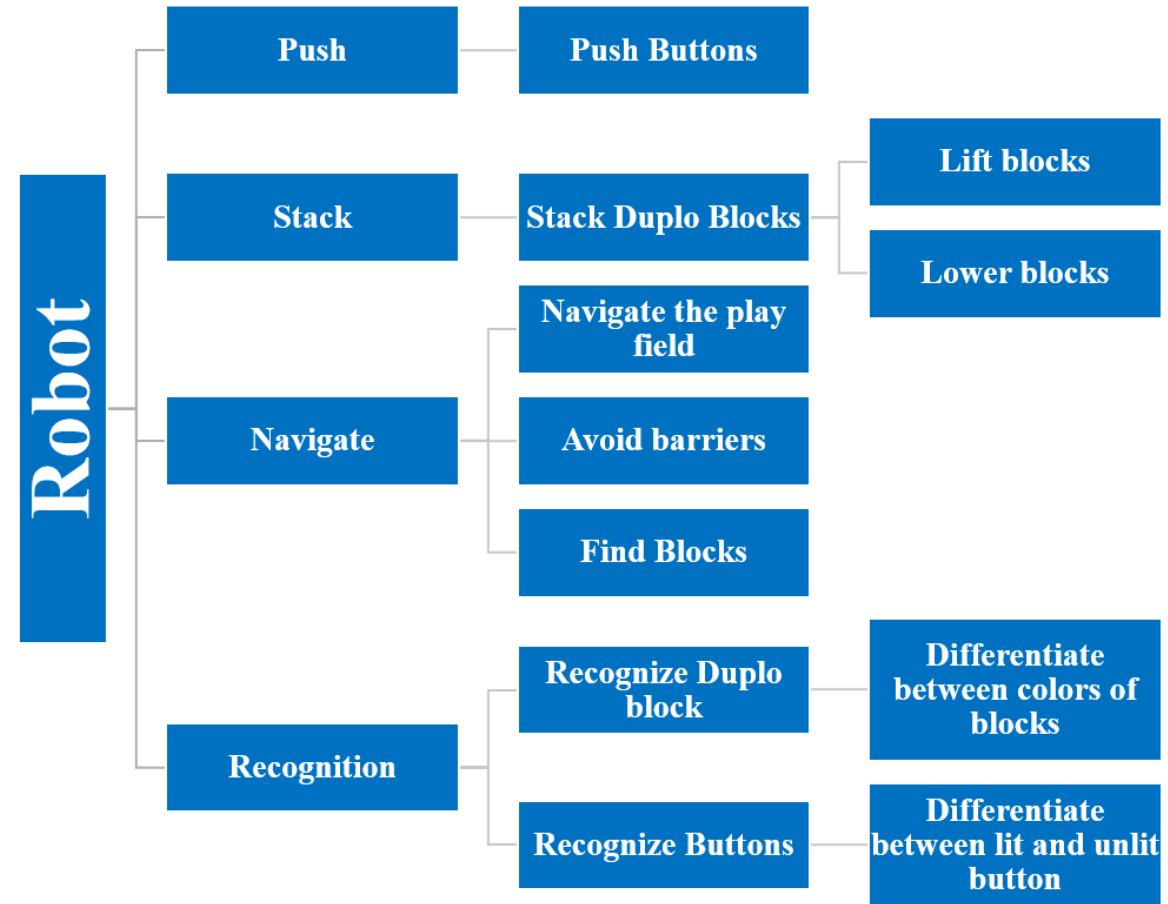 Robot
Push
Push Buttons
Stack
Stack Duplo Blocks
Lift blocks
Lower blocks
Navigate
Navigate the play
field
Avoid barriers
Find Blocks
Recognition
Recognize Duplo
block
Differentiate
between colors of
blocks
Recognize Buttons
Differentiate
between lit and unlit
button